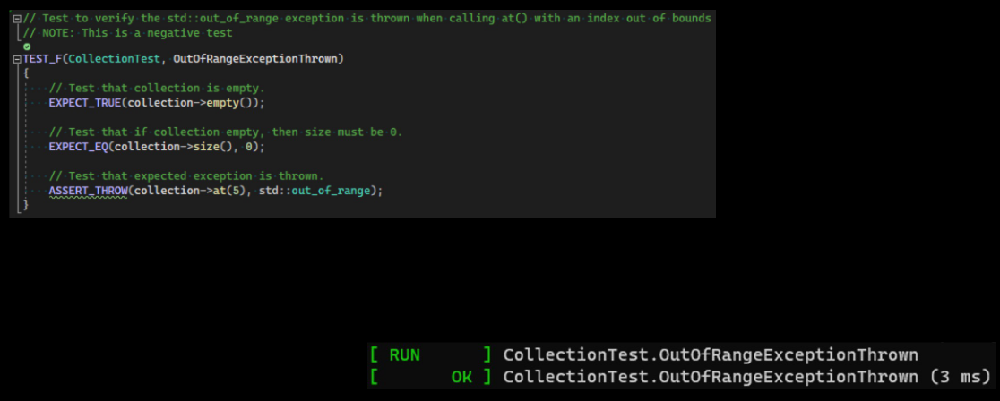 // Test to verify the std::out_of_range exception is thrown when calling at() with an index out of bounds
// NOTE: This is a negative test
TEST_F(CollectionTest, OutOfRangeExceptionThrown)
{
// Test that collection is empty.
EXPECT_TRUE(collection->empty());
// Test that if collection empty, then size must be 0.
EXPECT_EQ(collection->size(), 0);
// Test that expected exception is thrown.
ASSERT_THROW(collection->at(5), std::out_of_range);
}
[ RUN      ] CollectionTest.OutOfRangeExceptionThrown
[       OK ] CollectionTest.OutOfRangeExceptionThrown (3 ms)